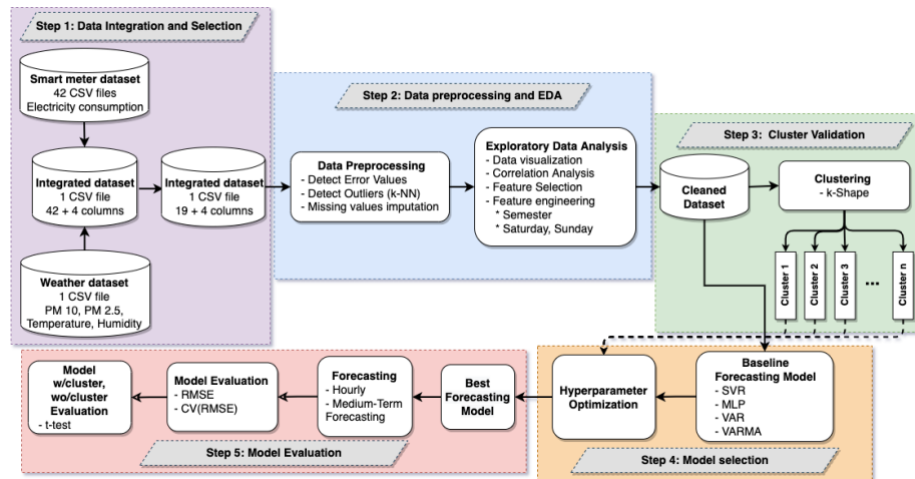 Step 1: Data Integration and Selection
Smart meter dataset
42 CSV files
Electricity consumption
Integrated dataset
1 CSV file
42 + 4 columns
Integrated dataset
1 CSV file
19 + 4 columns
Weather dataset
1 CSV file
PM 10, PM 2.5,
Temperature, Humidity
Step 2: Data preprocessing and EDA
Data Preprocessing
- Detect Error Values
- Detect Outliers (k-NN)
- Missing values imputation
Exploratory Data Analysis
- Data visualization
- Correlation Analysis
- Feature Selection
- Feature engineering
* Semester
* Saturday, Sunday
Step 3: Cluster Validation
Cleaned
Dataset
Clustering
- k-Shape
Cluster 1
Cluster 2
Cluster 3
...
Cluster n
Baseline
Forecasting Model
- SVR
- MLP
- VAR
- VARMA
Hyperparameter
Optimization
Step 4: Model selection
Best
Forecasting
Model
Forecasting
- Hourly
- Medium-Term
Forecasting
Model Evaluation
- RMSE
- CV(RMSE)
Model
w/cluster,
wo/cluster
Evaluation
- t-test
Step 5: Model Evaluation